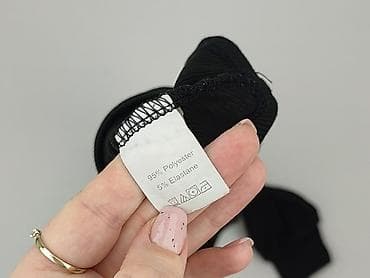 95% Polyester
5% Elastane